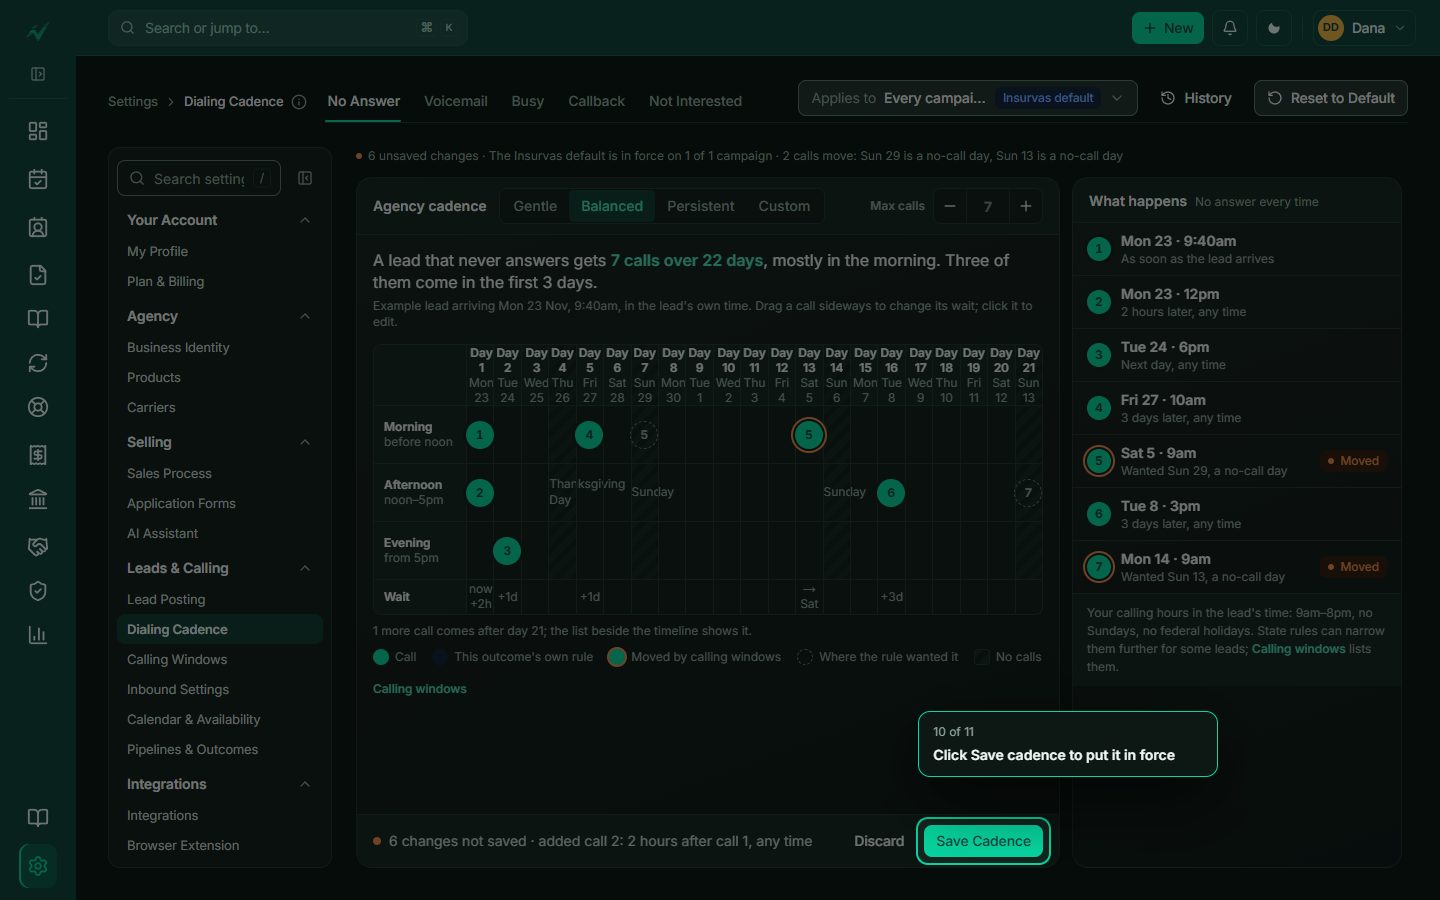 Search or jump to...
⌘ K
New
DD
Dana
Settings > Dialing Cadence
No Answer
Voicemail
Busy
Callback
Not Interested
Applies to Every campai... Insurvas default
History
Reset to Default
Search setting /
Your Account
My Profile
Plan & Billing
Agency
Business Identity
Products
Carriers
Selling
Sales Process
Application Forms
AI Assistant
Leads & Calling
Lead Posting
Dialing Cadence
Calling Windows
Inbound Settings
Calendar & Availability
Pipelines & Outcomes
Integrations
Integrations
Browser Extension
6 unsaved changes · The Insurvas default is in force on 1 of 1 campaign · 2 calls move: Sun 29 is a no-call day, Sun 13 is a no-call day
Agency cadence
Gentle
Balanced
Persistent
Custom
Max calls
− 7 +
A lead that never answers gets 7 calls over 22 days, mostly in the morning. Three of
them come in the first 3 days.
Example lead arriving Mon 23 Nov, 9:40am, in the lead's own time. Drag a call sideways to change its wait; click it to
edit.
Day Day Day Day Day Day Day Day Day Day Day Day Day Day Day Day Day Day Day Day Day
1 2 3 4 5 6 7 8 9 10 11 12 13 14 15 16 17 18 19 20 21
Mon Tue Wed Thu Fri Sat Sun Mon Tue Wed Thu Fri Sat Sun Mon Tue Wed Thu Fri Sat Sun
23 24 25 26 27 28 29 30 1 2 3 4 5 6 7 8 9 10 11 12 13
Morning
before noon
1 4 5 5
Afternoon
noon–5pm
2
Thanksgiving
Day
Sunday
Sunday
6 7
Evening
from 5pm
3
Wait
now
+2h
+1d
+1d
→
Sat
+3d
1 more call comes after day 21; the list beside the timeline shows it.
Call
This outcome's own rule
Moved by calling windows
Where the rule wanted it
No calls
Calling windows
6 changes not saved · added call 2: 2 hours after call 1, any time
Discard
Save Cadence
What happens No answer every time
1
Mon 23 · 9:40am
As soon as the lead arrives
2
Mon 23 · 12pm
2 hours later, any time
3
Tue 24 · 6pm
Next day, any time
4
Fri 27 · 10am
3 days later, any time
5
Sat 5 · 9am
Wanted Sun 29, a no-call day
Moved
6
Tue 8 · 3pm
3 days later, any time
7
Mon 14 · 9am
Wanted Sun 13, a no-call day
Moved
Your calling hours in the lead's time: 9am–8pm, no
Sundays, no federal holidays. State rules can narrow
them further for some leads; Calling windows lists
them.
10 of 11
Click Save cadence to put it in force